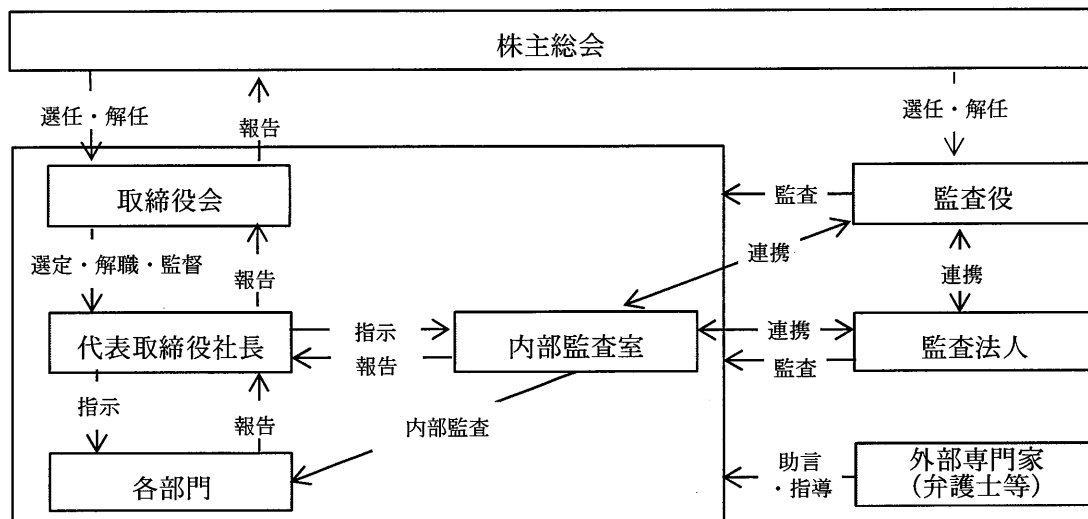 株主総会
選任・解任
報告
選任・解任
取締役会
監査
監査役
選定・解職・監督
報告
連携
連携
代表取締役社長
指示
報告
内部監査室
連携
監査
監査法人
指示
報告
内部監査
各部門
助言
・指導
外部専門家
(弁護士等)